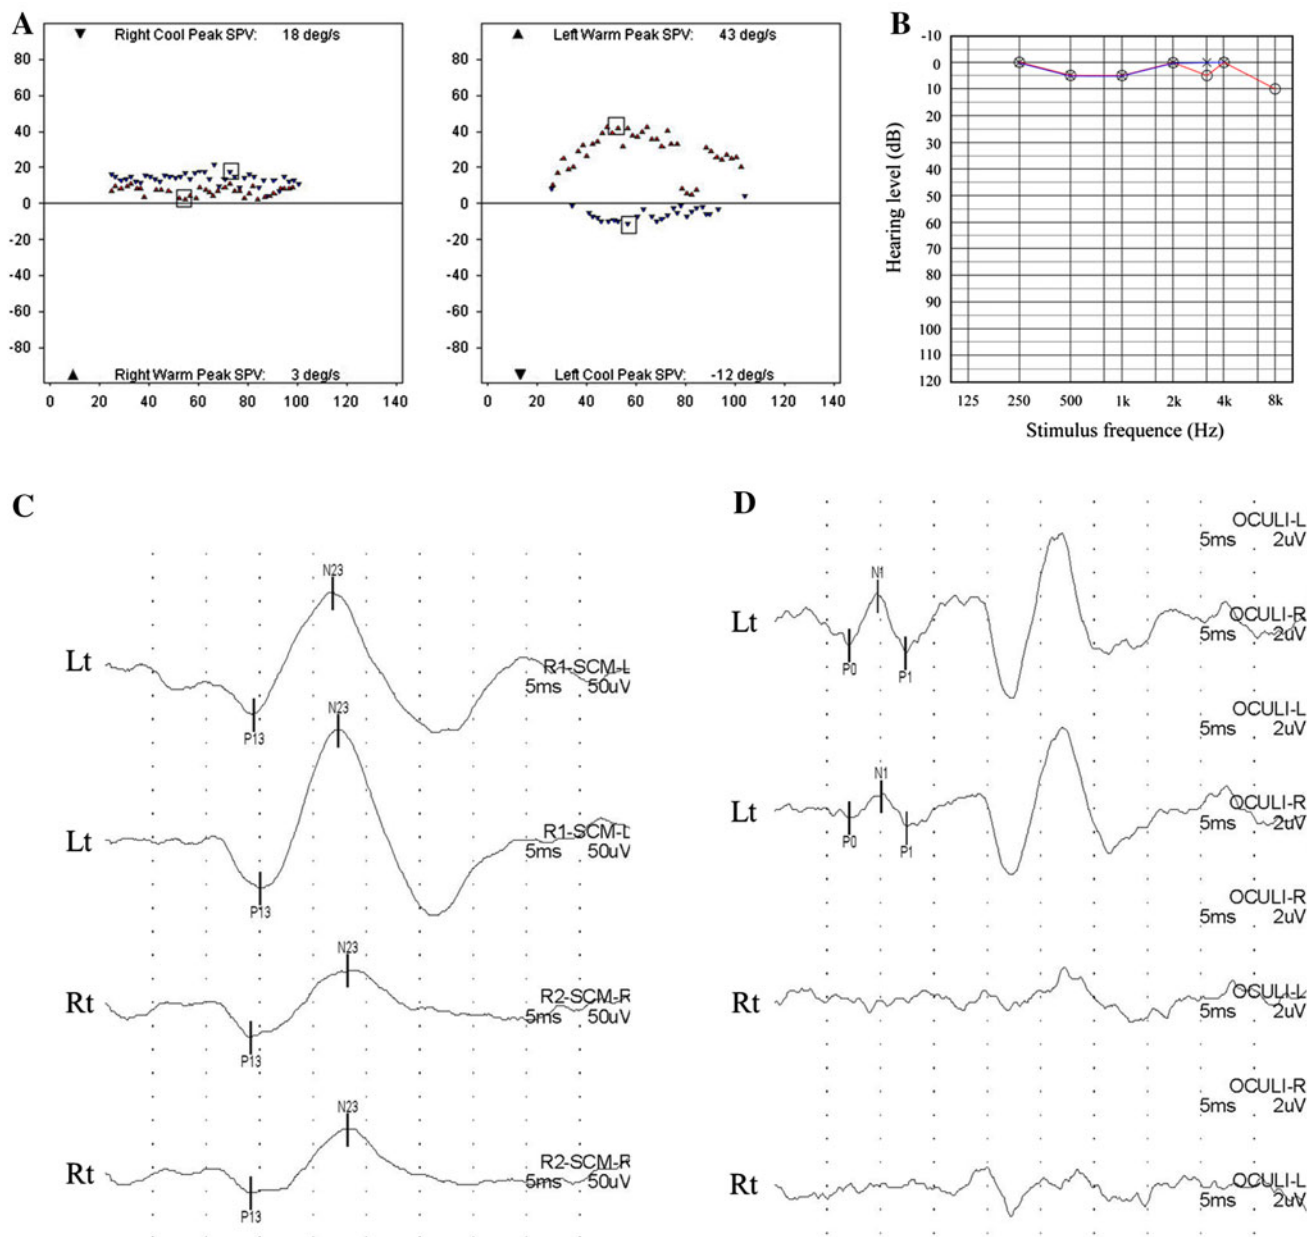 A
▼ Right Cool Peak SPV: 18 deg/s
80
60
40
20
0
-20
-40
-60
-80
▲ Right Warm Peak SPV: 3 deg/s
0 20 40 60 80 100 120 140
▲ Left Warm Peak SPV: 43 deg/s
80
60
40
20
0
-20
-40
-60
-80
▼ Left Cool Peak SPV: -12 deg/s
0 20 40 60 80 100 120 140
B
Hearing level (dB)
-10
0
10
20
30
40
50
60
70
80
90
100
110
120
125 250 500 1k 2k 4k 8k
Stimulus frequence (Hz)
C
Lt
N23
P13
R1-SCM-L
5ms 50uV
Lt
N23
P13
R1-SCM-L
5ms 50uV
Rt
N23
P13
R2-SCM-R
5ms 50uV
Rt
N23
P13
R2-SCM-R
5ms 50uV
D
OCULI-L
5ms 2uV
Lt
N1
P0
P1
OCULI-R
5ms 2uV
OCULI-L
5ms 2uV
Lt
N1
P0
P1
OCULI-R
5ms 2uV
OCULI-R
5ms 2uV
Rt
OCULI-L
5ms 2uV
OCULI-R
5ms 2uV
Rt
OCULI-L
5ms 2uV